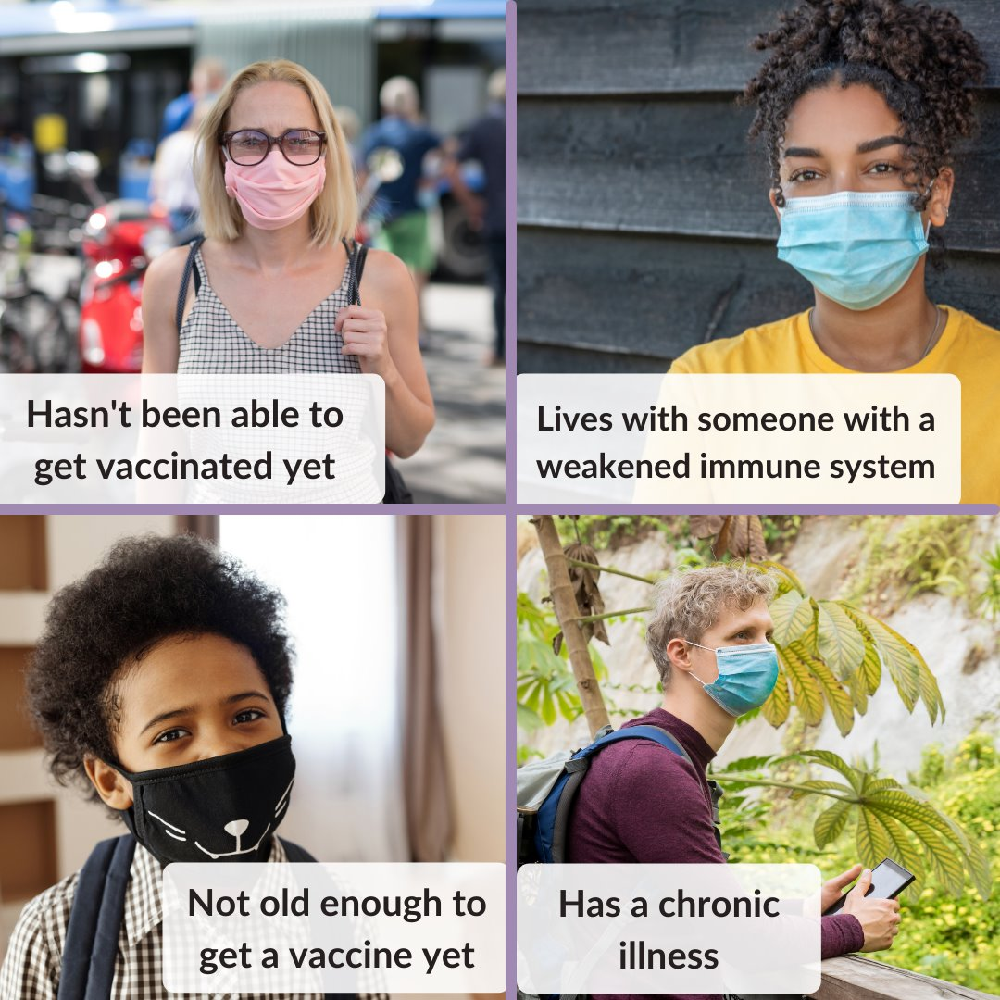 Hasn't been able to
get vaccinated yet
Lives with someone with a
weakened immune system
Not old enough to
get a vaccine yet
Has a chronic
illness